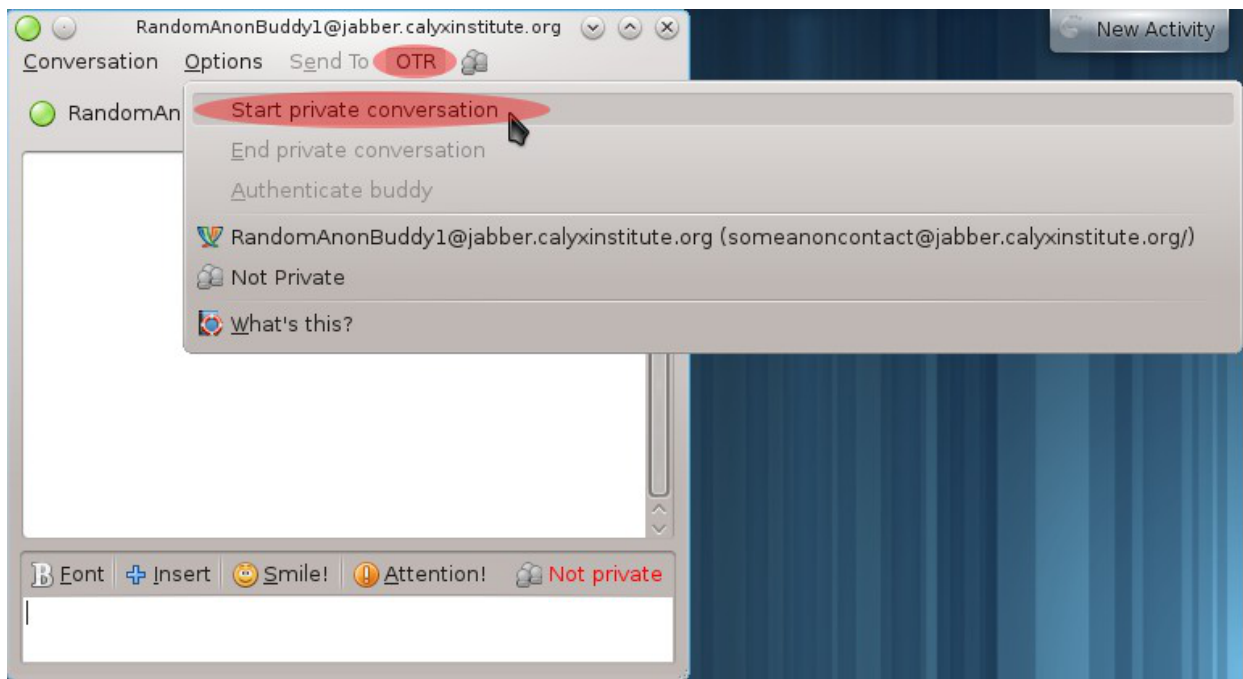 RandomAnonBuddy1@jabber.calyxinstitute.org
New Activity
Conversation Options Send To OTR
RandomAn
Start private conversation
End private conversation
Authenticate buddy
RandomAnonBuddy1@jabber.calyxinstitute.org (someanoncontact@jabber.calyxinstitute.org/)
Not Private
What's this?
Font Insert Smile! Attention! Not private